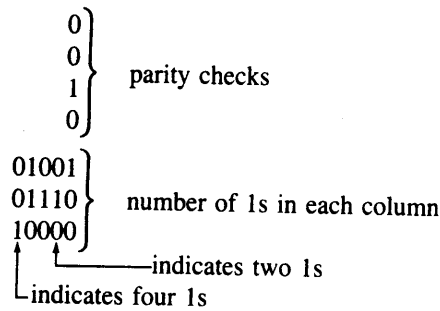 0
0
1
0
parity checks
01001
01110
10000
number of 1s in each column
indicates two 1s
indicates four 1s